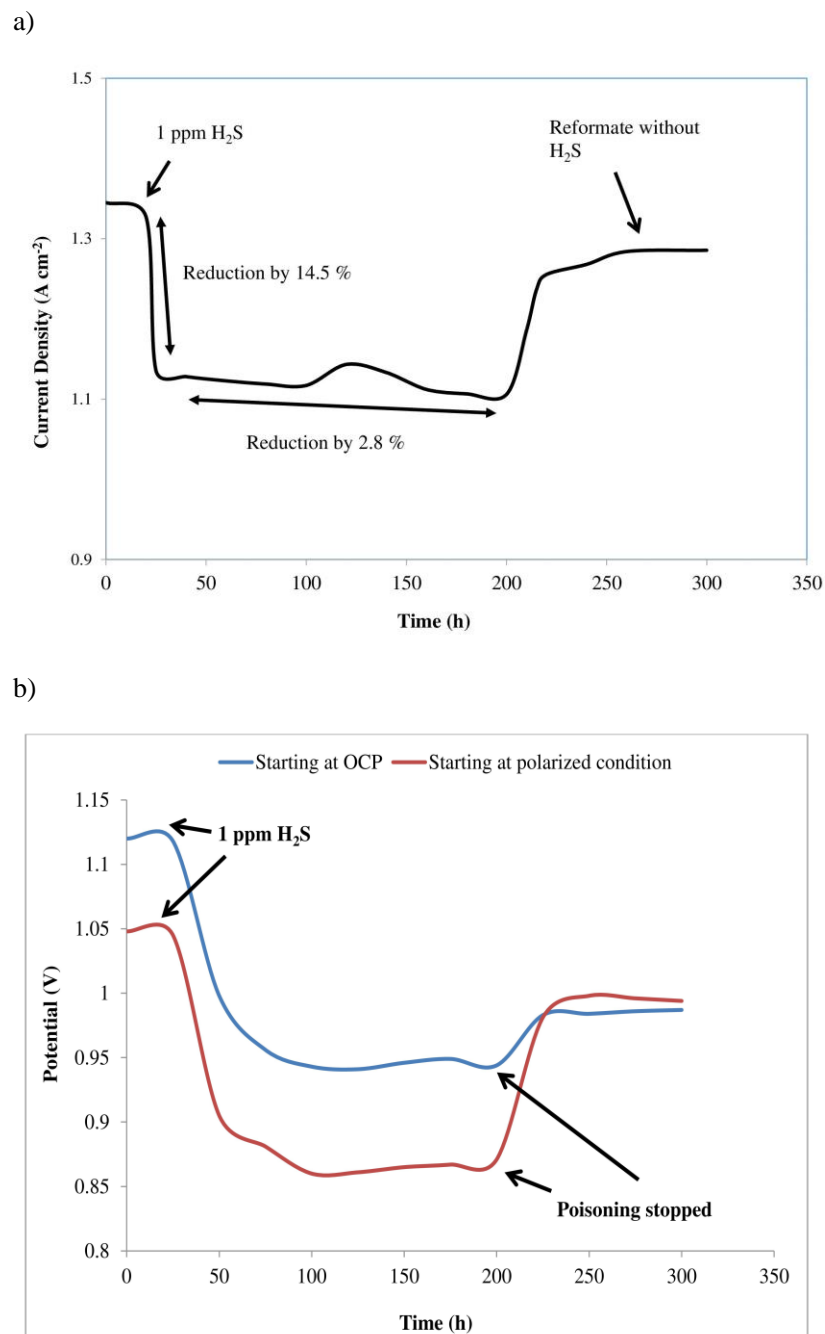 a)
1.5
1 ppm H₂S
Reformate without
H₂S
1.3
Reduction by 14.5 %
Current Density (A cm⁻²)
1.1
Reduction by 2.8 %
0.9
0 50 100 150 200 250 300 350
Time (h)
b)
Starting at OCP Starting at polarized condition
1.15
1 ppm H₂S
1.1
1.05
Potential (V)
1
0.95
0.9
0.85
Poisoning stopped
0.8
0 50 100 150 200 250 300 350
Time (h)